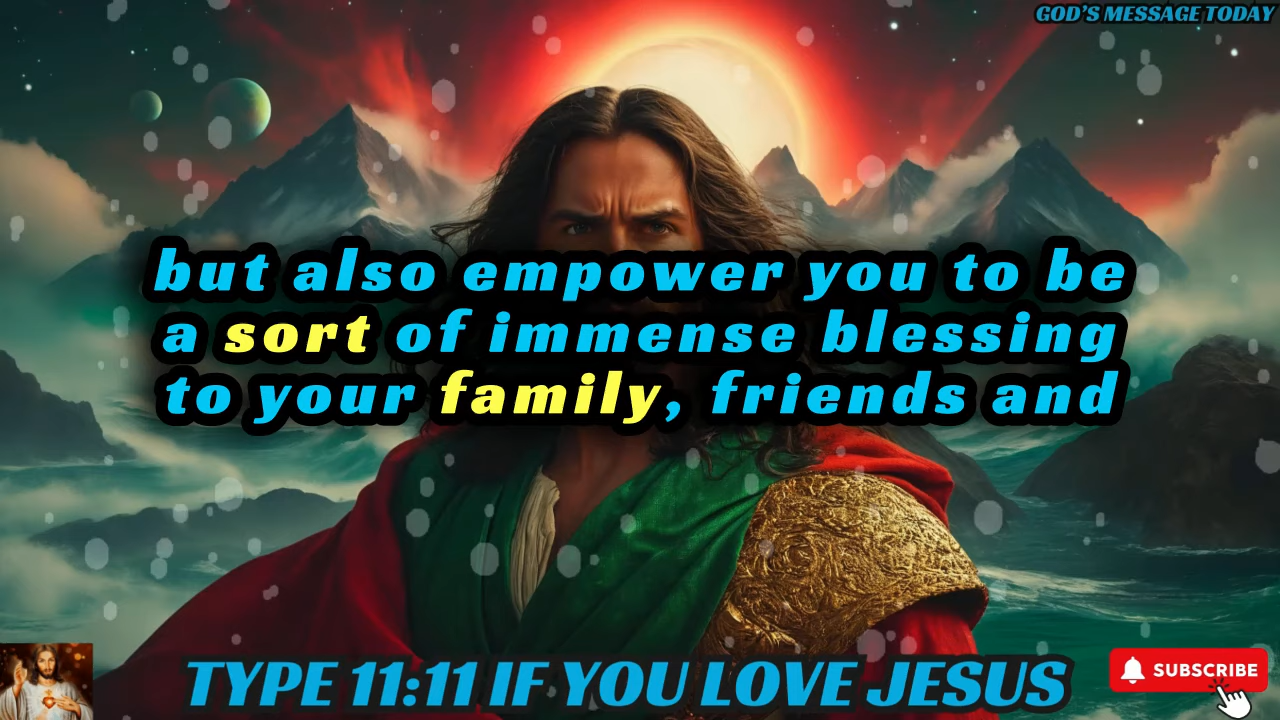 GOD'S MESSAGE TODAY
but also empower you to be
a sort of immense blessing
to your family, friends and
TYPE 11:11 IF YOU LOVE JESUS
SUBSCRIBE